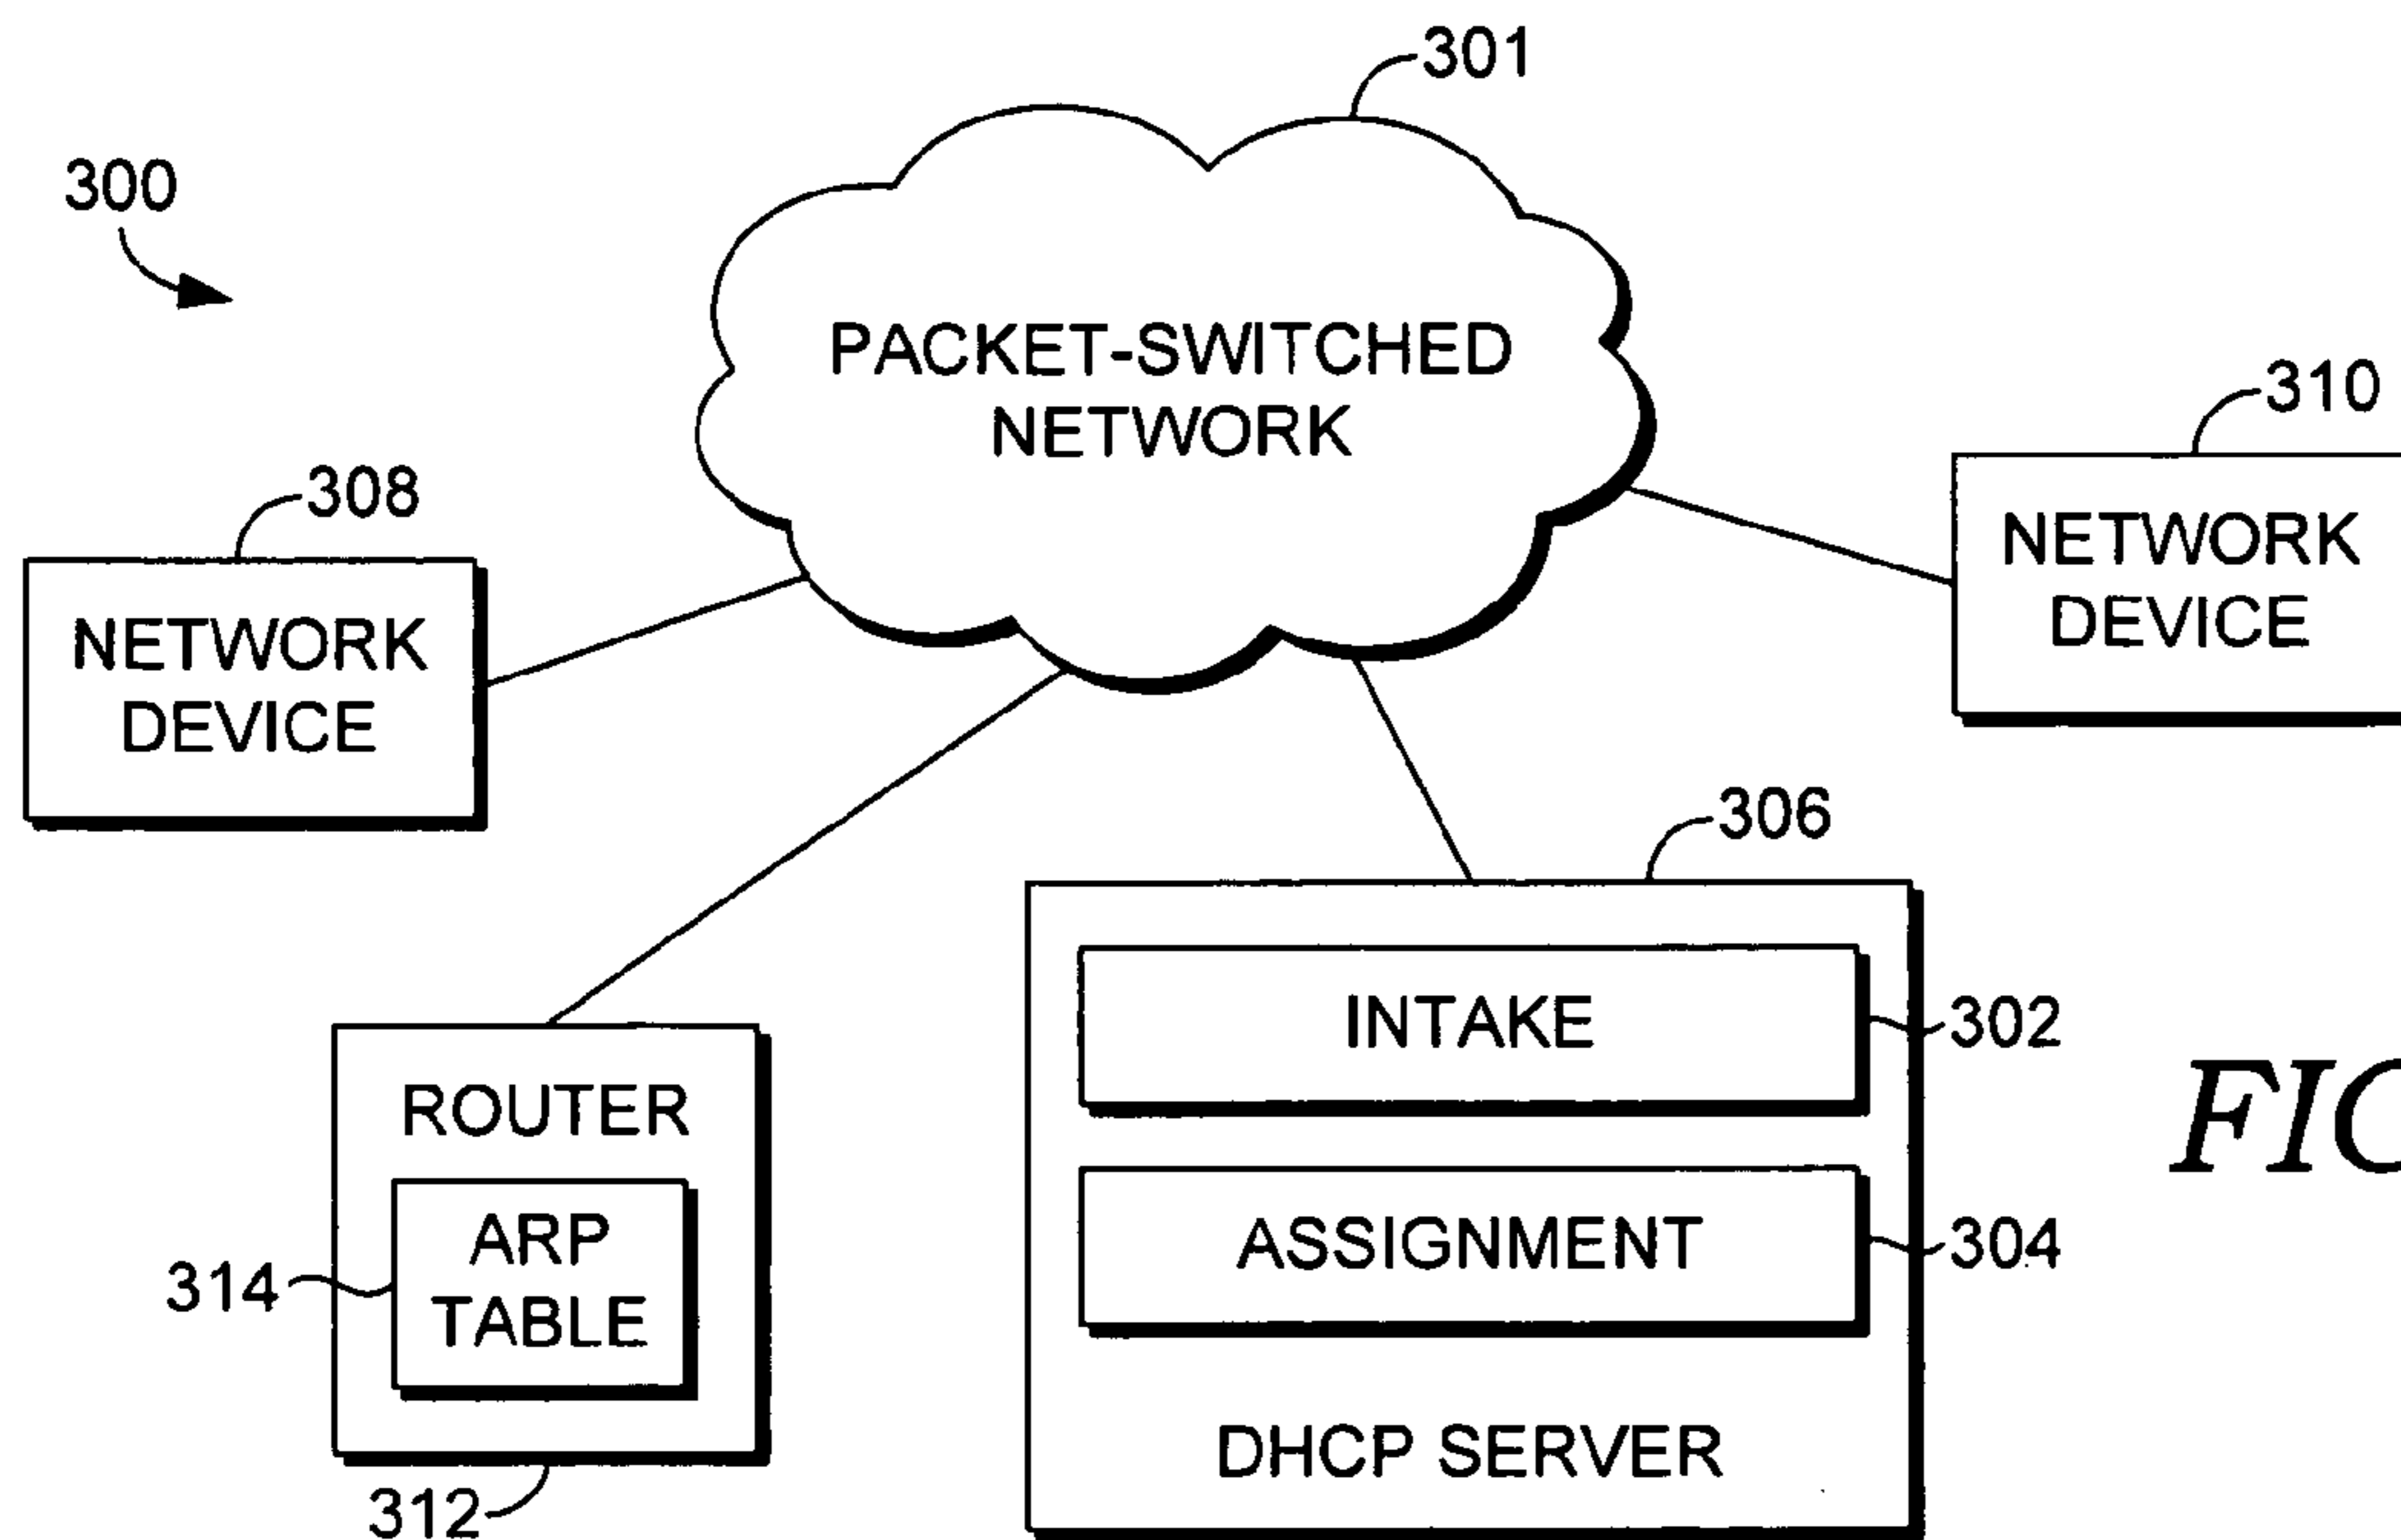 301
300
PACKET-SWITCHED
NETWORK
310
308
NETWORK
DEVICE
NETWORK
DEVICE
306
INTAKE
302
ROUTER
ASSIGNMENT
304
ARP
TABLE
314
DHCP SERVER
312